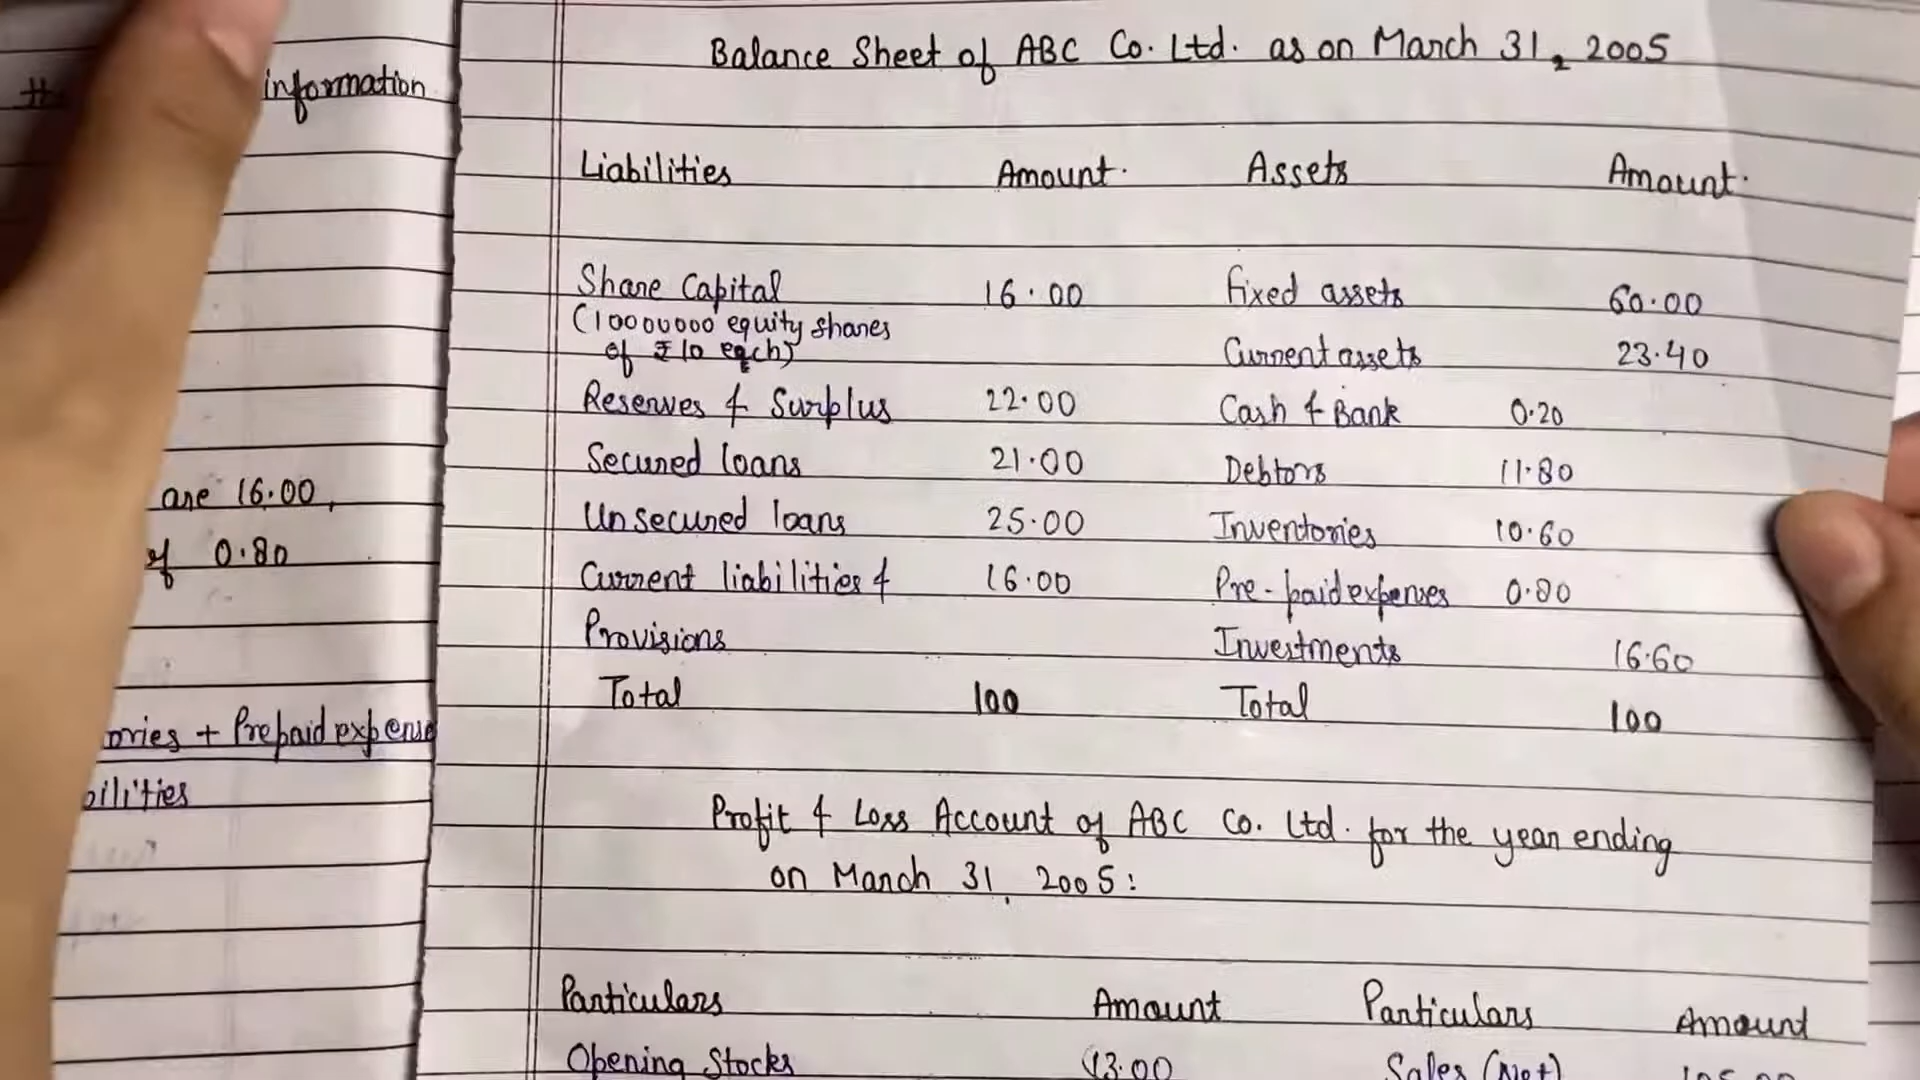 information
are 16.00,
of 0.80
ories + Prepaid expense
bilities
Balance Sheet of ABC Co. Ltd. as on March 31, 2005
Liabilities Amount. Assets Amount.
Share Capital 16.00 fixed assets 60.00
(10000000 equity shares
of ₹10 each)
Current assets 23.40
Reserves & Surplus 22.00 Cash & Bank 0.20
Secured loans 21.00 Debtors 11.80
Unsecured loans 25.00 Inventories 10.60
Current liabilities & 16.00 Pre-paid expenses 0.80
Provisions Investments 16.60
Total 100 Total 100
Profit & Loss Account of ABC Co. Ltd. for the year ending
on March 31, 2005:
Particulars Amount Particulars Amount
Opening Stocks 13.00 Sales (Net)